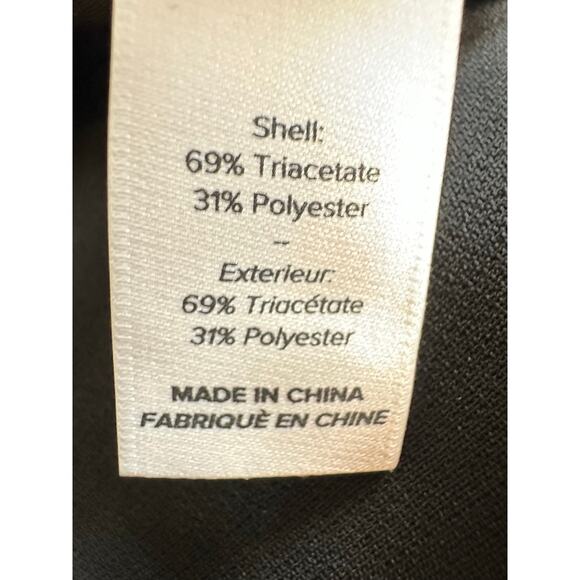 Shell:
69% Triacetate
31% Polyester
--
Exterieur:
69% Triacétate
31% Polyester
MADE IN CHINA
FABRIQUÈ EN CHINE